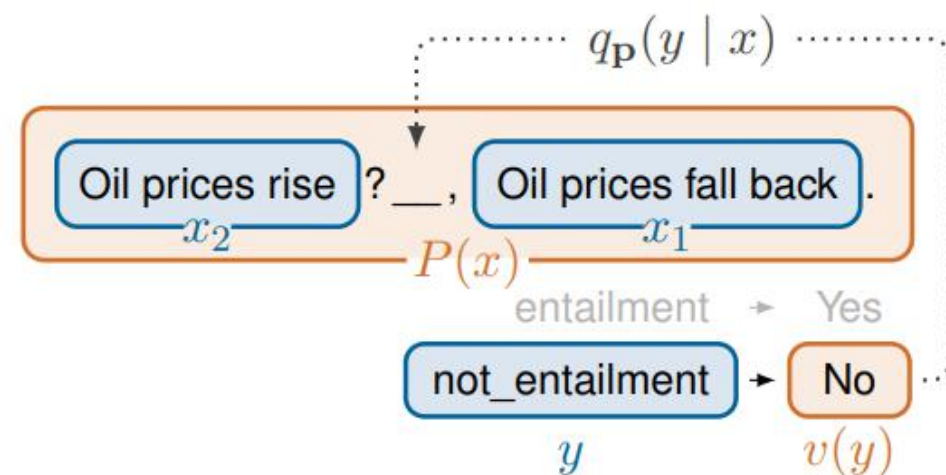 q_p(y | x)
Oil prices rise ?__, Oil prices fall back .
x_2 x_1
P(x)
entailment Yes
not_entailment No
y v(y)